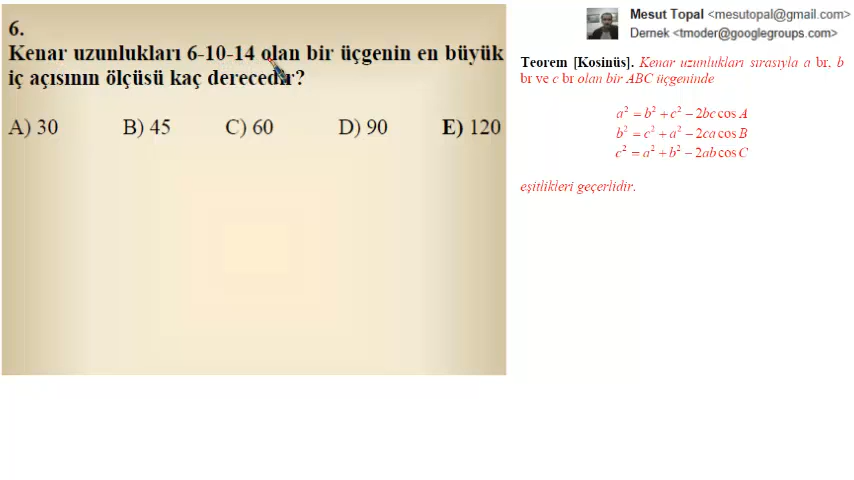 6.
Kenar uzunlukları 6-10-14 olan bir üçgenin en büyük
iç açısının ölçüsü kaç derecedir?
A) 30 B) 45 C) 60 D) 90 E) 120
Mesut Topal <mesutopal@gmail.com>
Dernek <tmoder@googlegroups.com>
Teorem [Kosinüs]. Kenar uzunlukları sırasıyla a br, b
br ve c br olan bir ABC üçgeninde
a² = b² + c² − 2bc cos A
b² = c² + a² − 2ca cos B
c² = a² + b² − 2ab cos C
eşitlikleri geçerlidir.